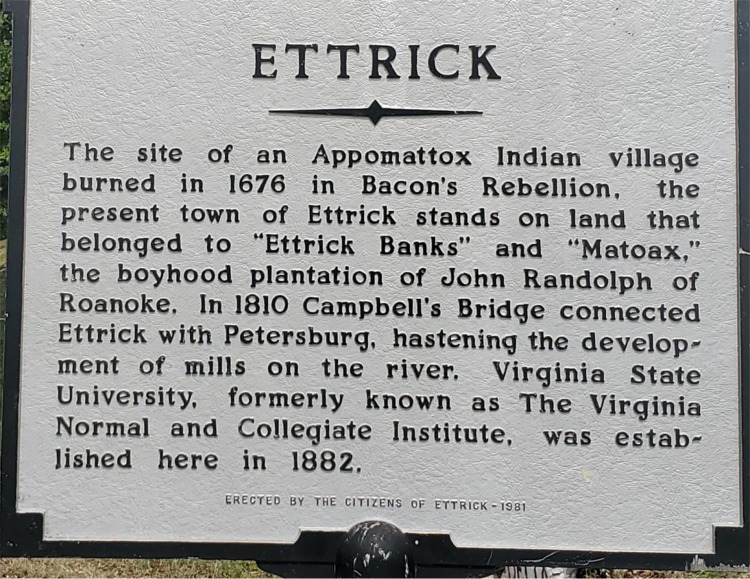 ETTRICK
The site of an Appomattox Indian village
burned in 1676 in Bacon's Rebellion, the
present town of Ettrick stands on land that
belonged to "Ettrick Banks" and "Matoax,"
the boyhood plantation of John Randolph of
Roanoke. In 1810 Campbell's Bridge connected
Ettrick with Petersburg, hastening the develop-
ment of mills on the river. Virginia State
University, formerly known as The Virginia
Normal and Collegiate Institute, was estab-
lished here in 1882.
ERECTED BY THE CITIZENS OF ETTRICK - 1981